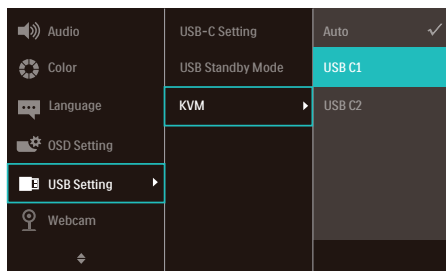 Audio
Color
Language
OSD Setting
USB Setting
Webcam
USB-C Setting
USB Standby Mode
KVM
Auto
USB C1
USB C2